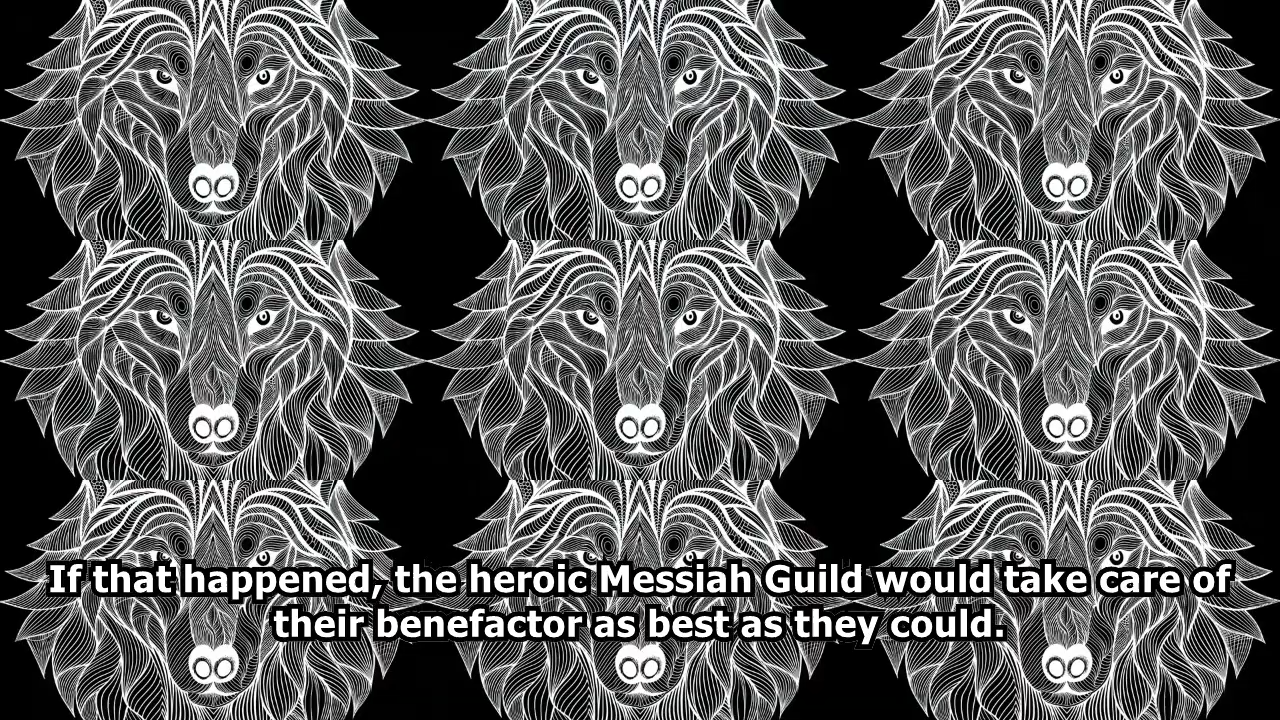 If that happened, the heroic Messiah Guild would take care of
their benefactor as best as they could.